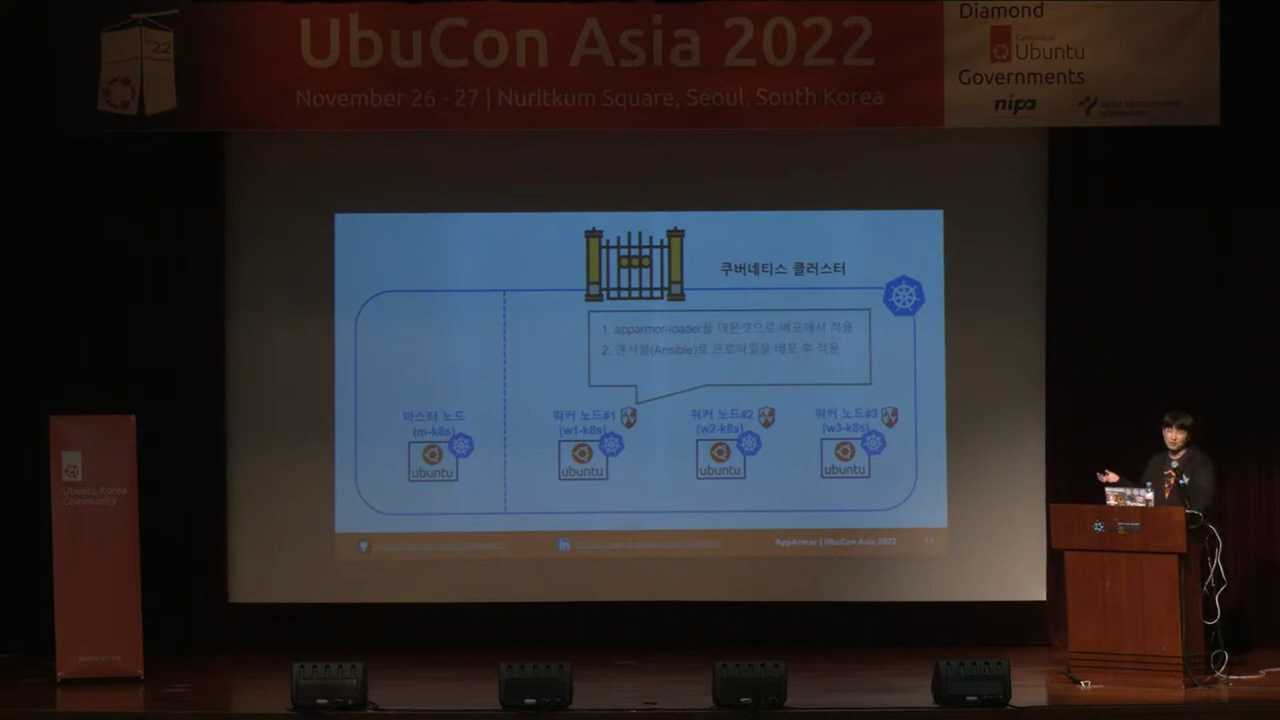 UbuCon Asia 2022
November 26 - 27 | Nuritkum Square, Seoul, South Korea
22
Diamond
Canonical
Ubuntu
Governments
nipa
쿠버네티스 클러스터
1. apparmor-loader를 데몬셋으로 배포해서 적용
2. 앤서블(Ansible)로 프로파일을 배포 후 적용
마스터 노드
(m-k8s)
ubuntu
워커 노드#1
(w1-k8s)
ubuntu
워커 노드#2
(w2-k8s)
ubuntu
워커 노드#3
(w3-k8s)
ubuntu
AppArmor | UbuCon Asia 2022
Ubuntu Korea
Community